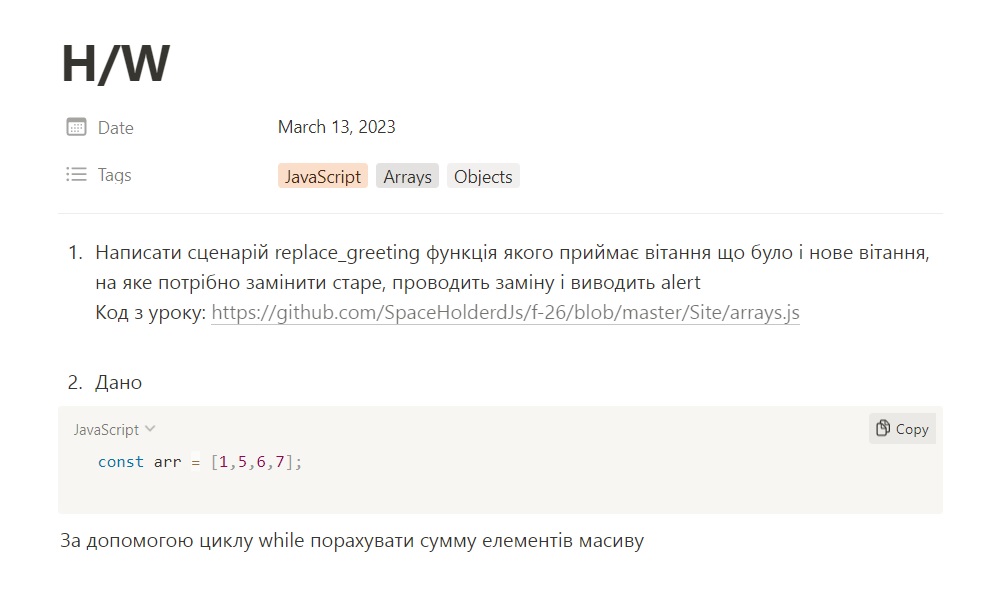 H/W
Date March 13, 2023
Tags JavaScript Arrays Objects
1. Написати сценарій replace_greeting функція якого приймає вітання що було і нове вітання,
на яке потрібно замінити старе, проводить заміну і виводить alert
Код з уроку: https://github.com/SpaceHolderdJs/f-26/blob/master/Site/arrays.js
2. Дано
JavaScript Copy
const arr = [1,5,6,7];
За допомогою циклу while порахувати сумму елементів масиву